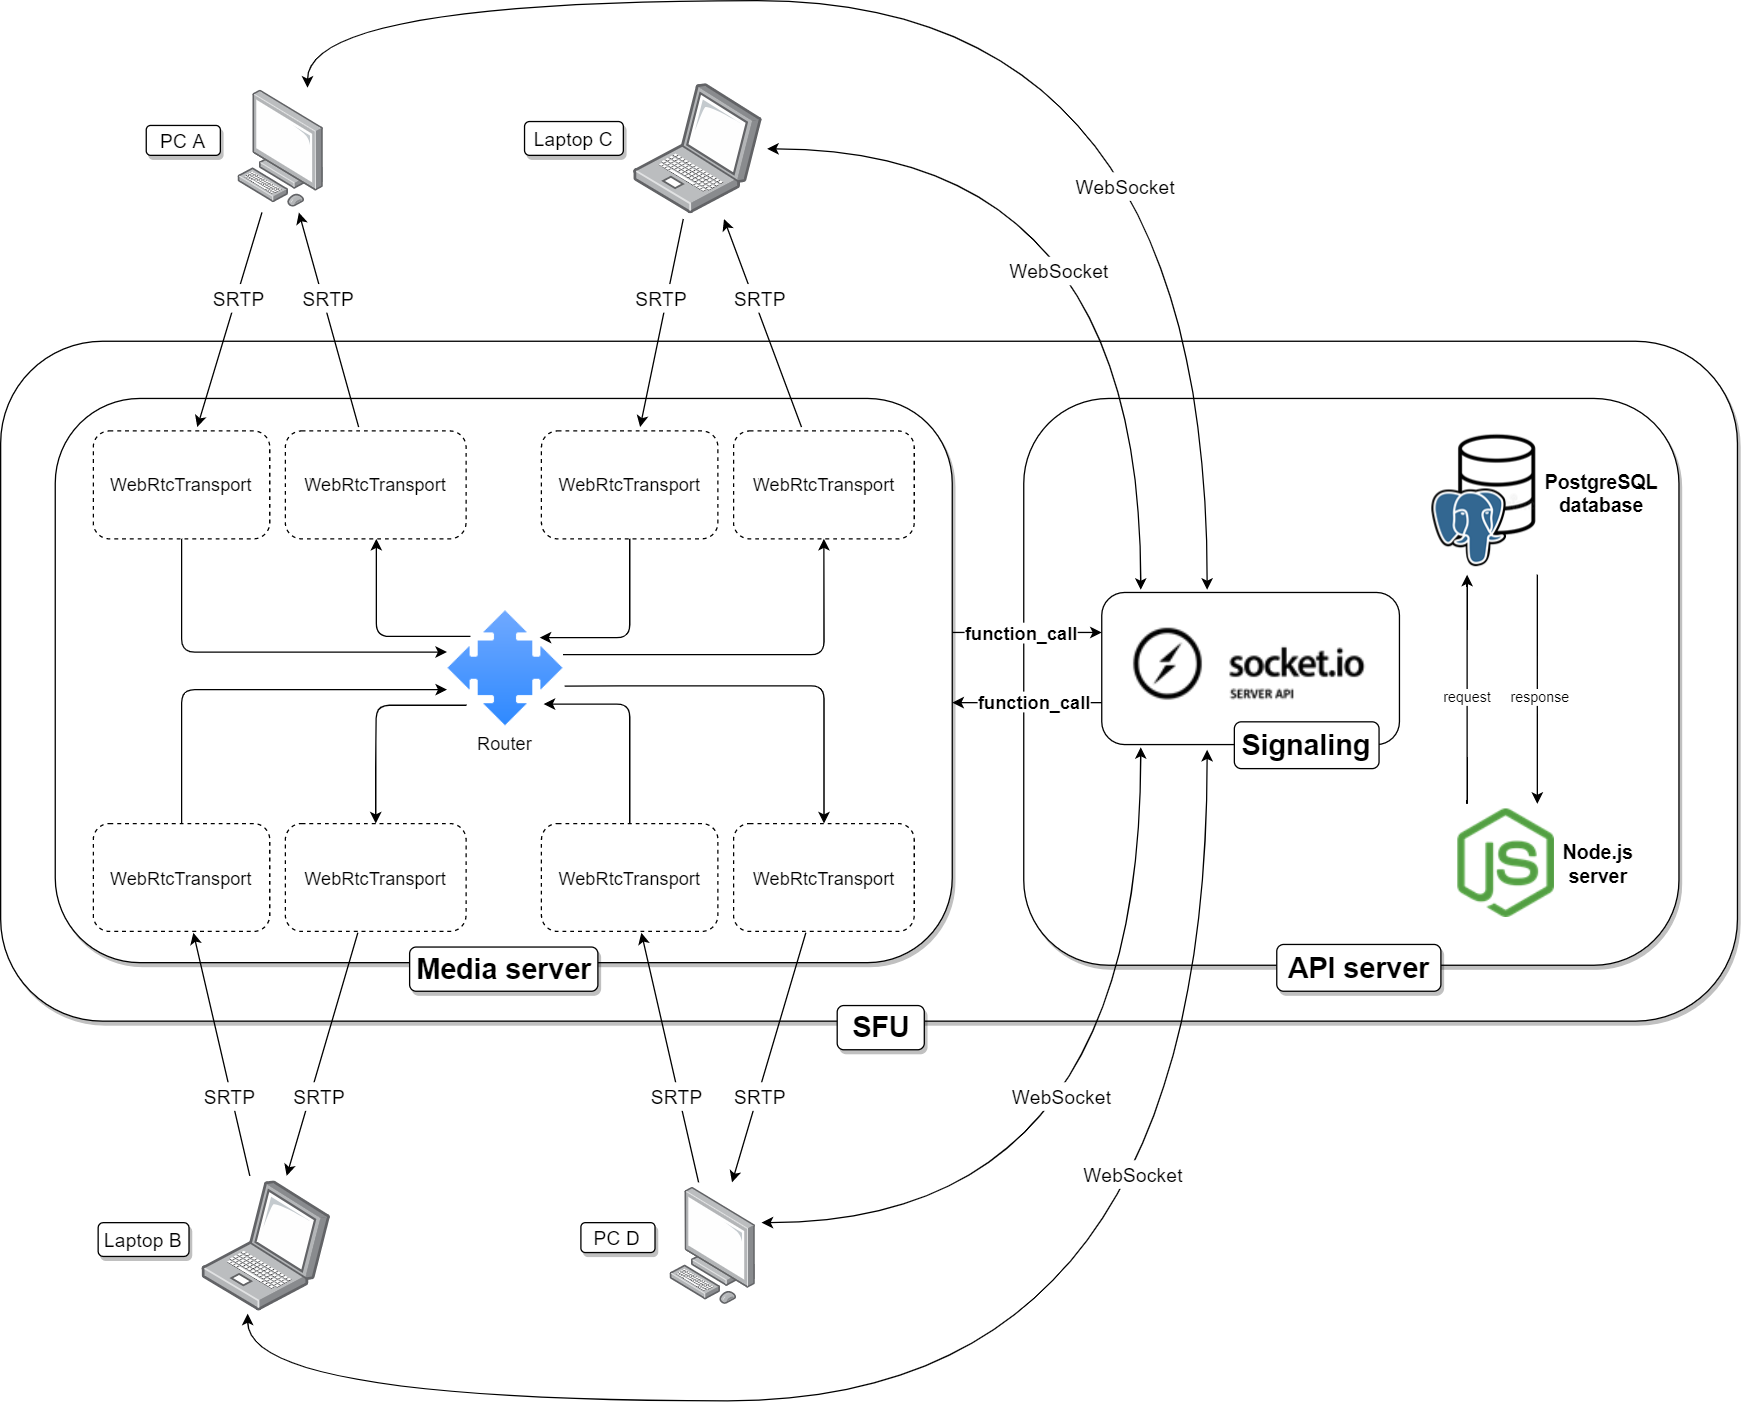 PC A
Laptop C
WebSocket
WebSocket
SRTP
SRTP
SRTP
SRTP
WebRtcTransport
WebRtcTransport
WebRtcTransport
WebRtcTransport
PostgreSQL
database
function_call
socket.io
SERVER API
function_call
request
response
Router
Signaling
JS
Node.js
server
WebRtcTransport
WebRtcTransport
WebRtcTransport
WebRtcTransport
Media server
API server
SFU
SRTP
SRTP
SRTP
SRTP
WebSocket
WebSocket
Laptop B
PC D